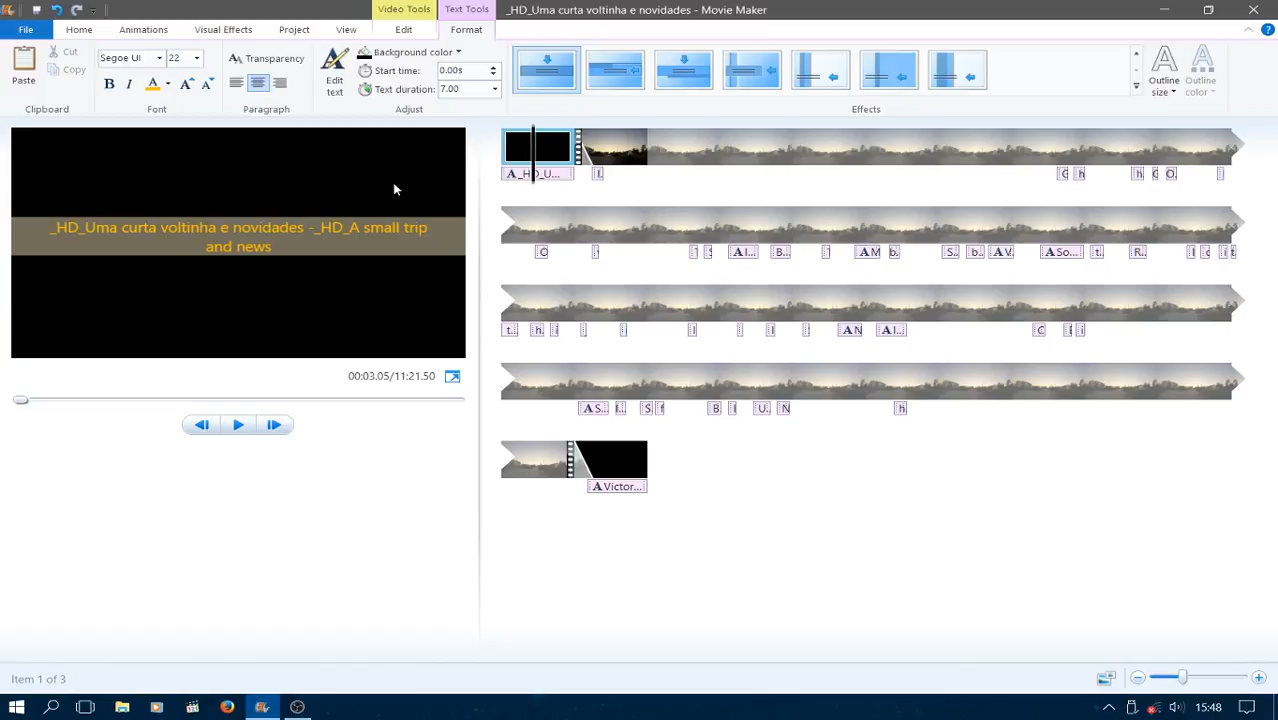 Video Tools
Text Tools
_HD_Uma curta voltinha e novidades - Movie Maker
File
Home
Animations
Visual Effects
Project
View
Edit
Format
Paste
Cut
Copy
Clipboard
Segoe UI
22
B
I
A
A
A
Font
Transparency
Paragraph
Edit
text
Background color
Start time:
0.00s
Text duration:
7.00
Adjust
Effects
Outline
size
Outline
color
_HD_Uma curta voltinha e novidades -_HD_A small trip
and news
00:03.05/11:21.50
A _HD_U...
I.
h
h
O.
O
A I...
B...
A M
b.
S.
b..
A V.
A So...
t.
R..
t..
h.
i
A N
A I...
C
i
A S...
I...
S.
f
B
I
U.
N
h
A Victor...
Item 1 of 3
15:48